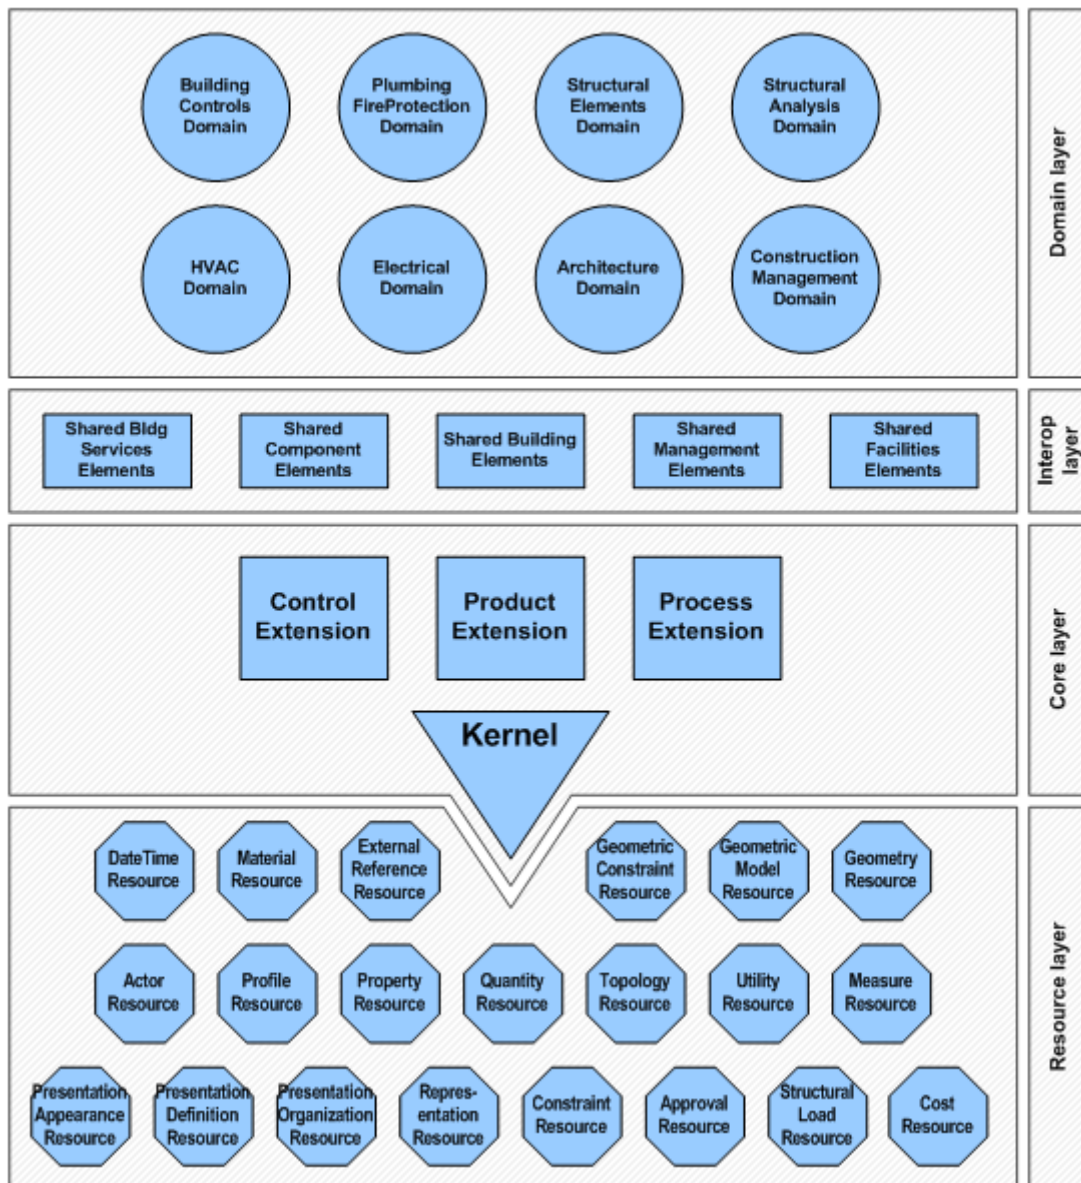 Building
Controls
Domain
Plumbing
FireProtection
Domain
Structural
Elements
Domain
Structural
Analysis
Domain
HVAC
Domain
Electrical
Domain
Architecture
Domain
Construction
Management
Domain
Domain layer
Shared Bldg
Services
Elements
Shared
Component
Elements
Shared Building
Elements
Shared
Management
Elements
Shared
Facilities
Elements
Interop
layer
Control
Extension
Product
Extension
Process
Extension
Kernel
Core layer
DateTime
Resource
Material
Resource
External
Reference
Resource
Geometric
Constraint
Resource
Geometric
Model
Resource
Geometry
Resource
Actor
Resource
Profile
Resource
Property
Resource
Quantity
Resource
Topology
Resource
Utility
Resource
Measure
Resource
Presentation
Appearance
Resource
Presentation
Definition
Resource
Presentation
Organization
Resource
Repres-
entation
Resource
Constraint
Resource
Approval
Resource
Structural
Load
Resource
Cost
Resource
Resource layer